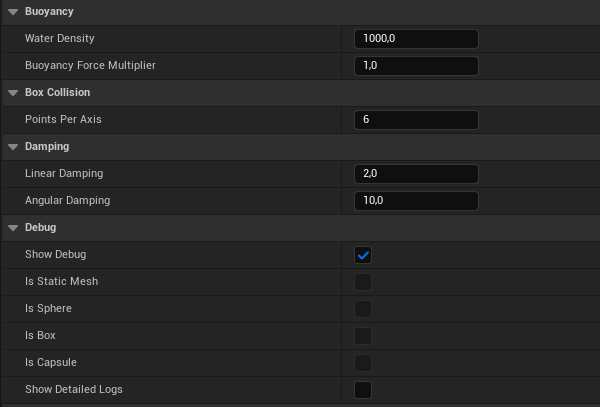 Buoyancy
Water Density 1000,0
Buoyancy Force Multiplier 1,0
Box Collision
Points Per Axis 6
Damping
Linear Damping 2,0
Angular Damping 10,0
Debug
Show Debug
Is Static Mesh
Is Sphere
Is Box
Is Capsule
Show Detailed Logs